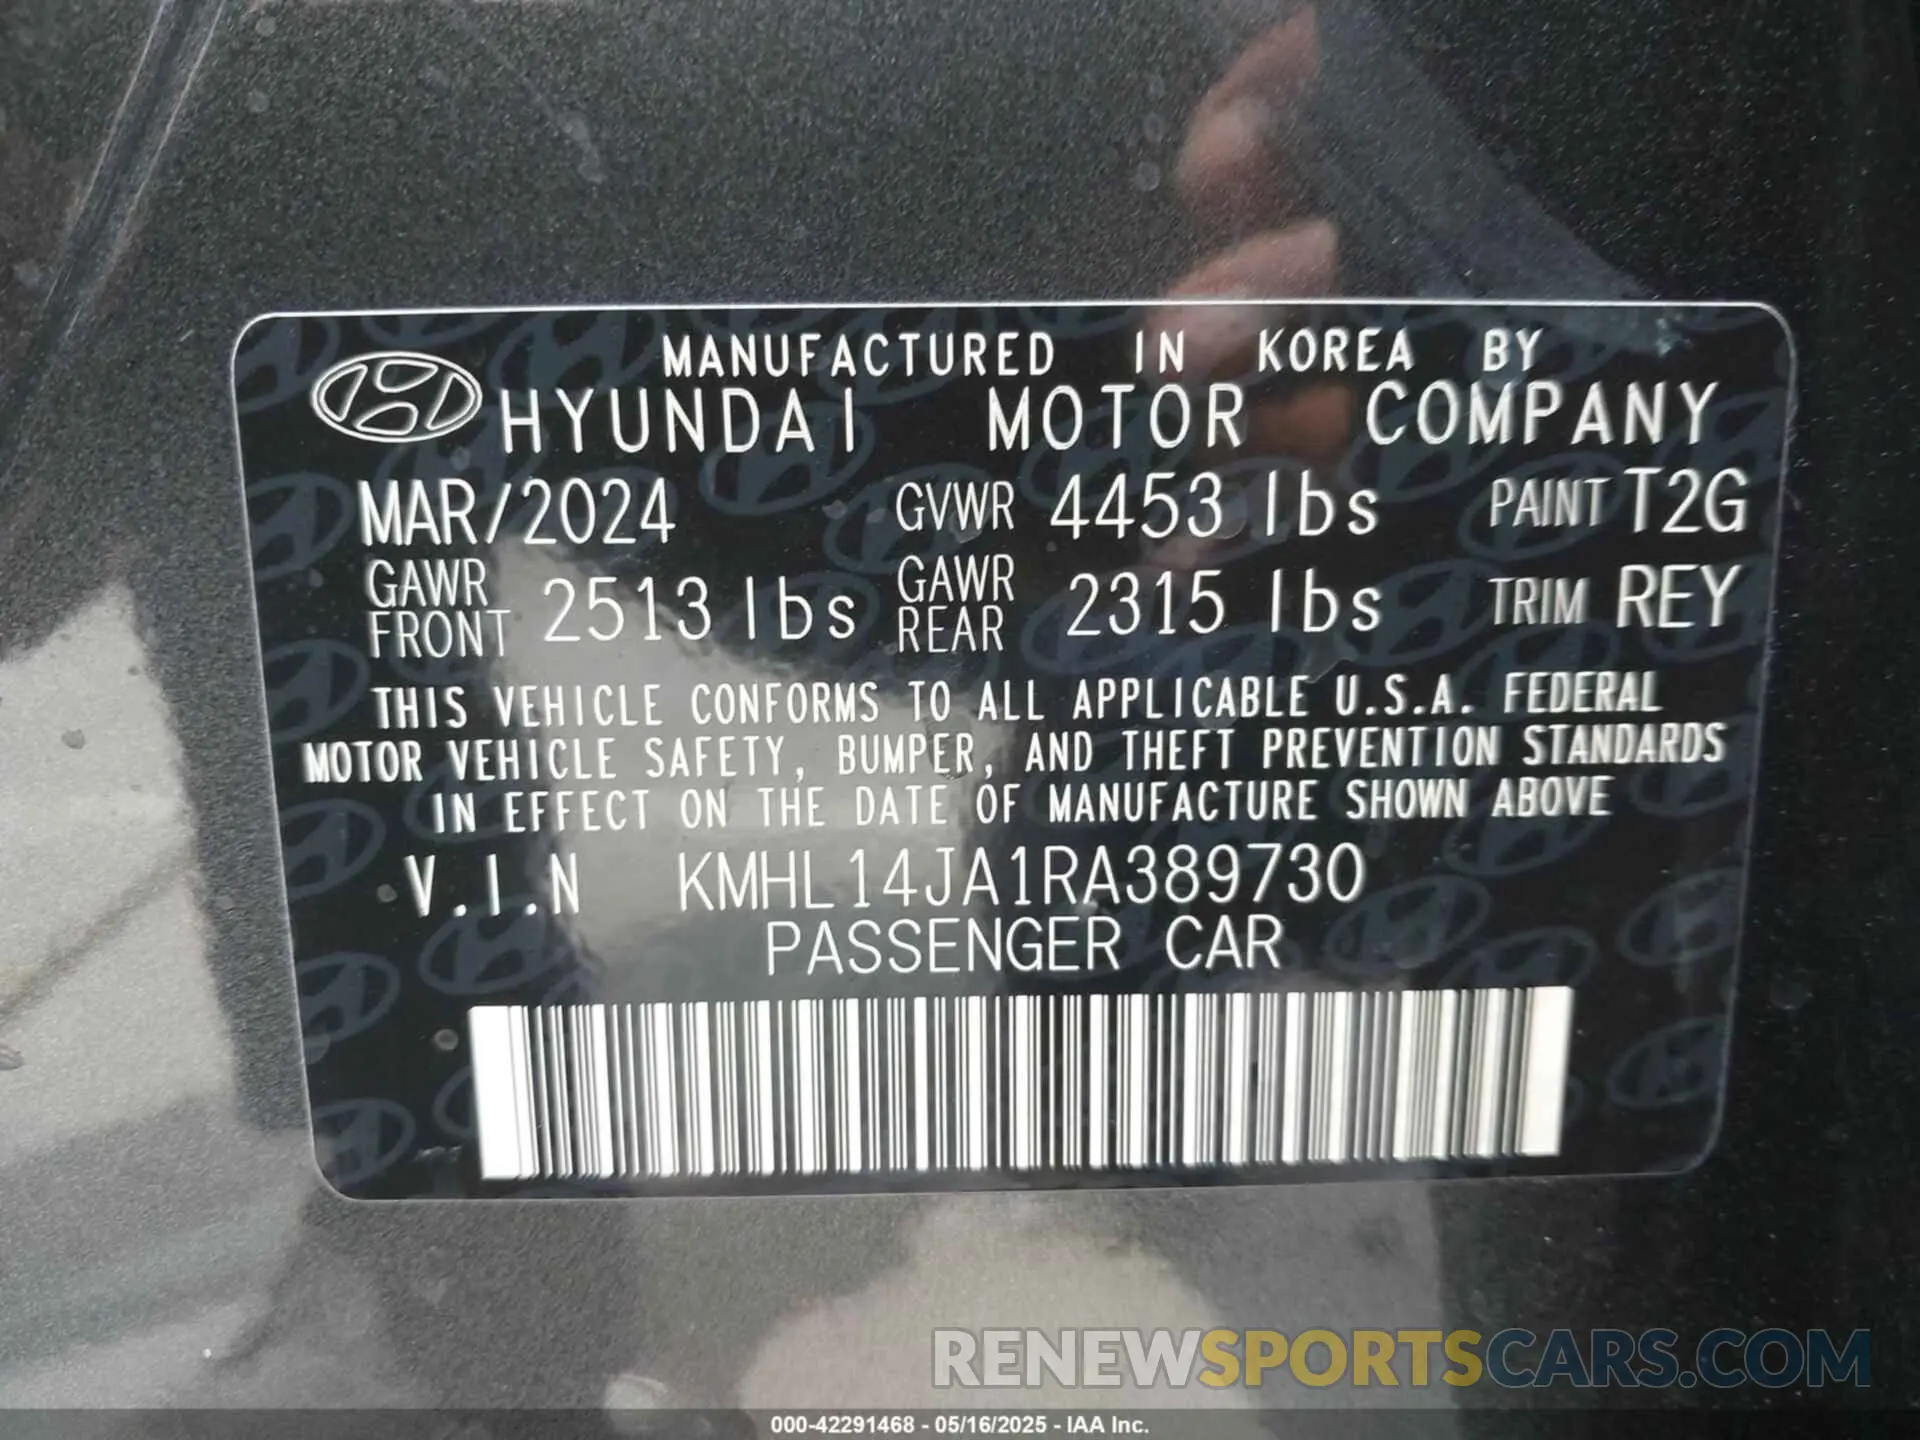 MANUFACTURED IN KOREA BY
HYUNDAI MOTOR COMPANY
MAR/2024 GVWR 4453 lbs PAINT T2G
GAWR FRONT 2513 lbs GAWR REAR 2315 lbs TRIM REY
THIS VEHICLE CONFORMS TO ALL APPLICABLE U.S.A. FEDERAL
MOTOR VEHICLE SAFETY, BUMPER, AND THEFT PREVENTION STANDARDS
IN EFFECT ON THE DATE OF MANUFACTURE SHOWN ABOVE
V.I.N KMHL14JA1RA389730
PASSENGER CAR
RENEWSPORTSCARS.COM
000-42291468 - 05/16/2025 - IAA Inc.